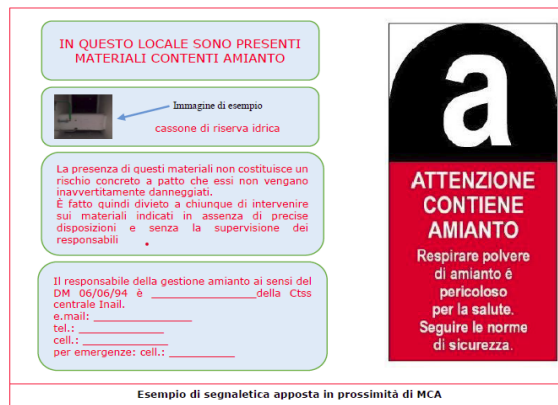 IN QUESTO LOCALE SONO PRESENTI
MATERIALI CONTENTI AMIANTO
Immagine di esempio
cassone di riserva idrica
La presenza di questi materiali non costituisce un
rischio concreto a patto che essi non vengano
inavvertitamente danneggiati.
È fatto quindi divieto a chiunque di intervenire
sui materiali indicati in assenza di precise
disposizioni e senza la supervisione dei
responsabili
Il responsabile della gestione amianto ai sensi del
DM 06/06/94 è _________________della Ctss
centrale Inail.
e.mail: ________________
tel.: ______________
cell.: ______________
per emergenze: cell.: ___________
a
ATTENZIONE
CONTIENE
AMIANTO
Respirare polvere
di amianto è
pericoloso
per la salute.
Seguire le norme
di sicurezza.
Esempio di segnaletica apposta in prossimità di MCA